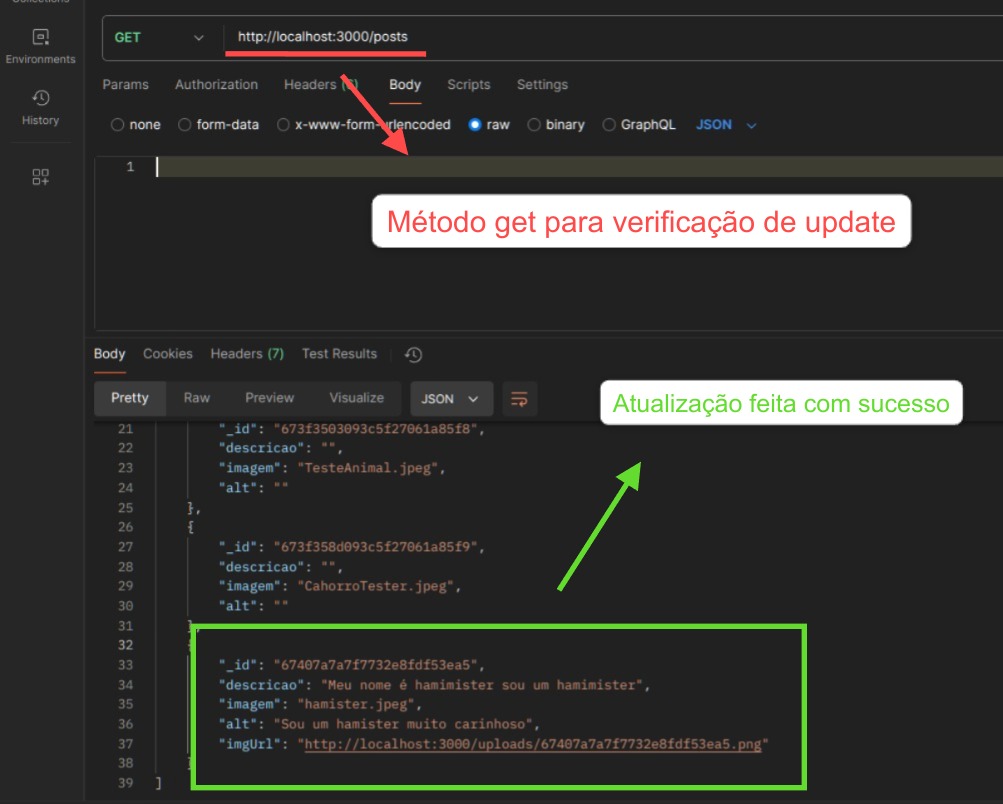 Collections
GET http://localhost:3000/posts
Environments
Params Authorization Headers (6) Body Scripts Settings
History
none form-data x-www-form-urlencoded raw binary GraphQL JSON
1
Método get para verificação de update
Body Cookies Headers (7) Test Results
Pretty Raw Preview Visualize JSON
Atualização feita com sucesso
21 "_id": "673f3503093c5f27061a85f8",
22 "descricao": "",
23 "imagem": "TesteAnimal.jpeg",
24 "alt": ""
25 },
26 {
27 "_id": "673f358d093c5f27061a85f9",
28 "descricao": "",
29 "imagem": "CahorroTester.jpeg",
30 "alt": ""
31 },
32 {
33 "_id": "67407a7a7f7732e8fdf53ea5",
34 "descricao": "Meu nome é hamimister sou um hamimister",
35 "imagem": "hamister.jpeg",
36 "alt": "Sou um hamister muito carinhoso",
37 "imgUrl": "http://localhost:3000/uploads/67407a7a7f7732e8fdf53ea5.png"
38 }
39 ]